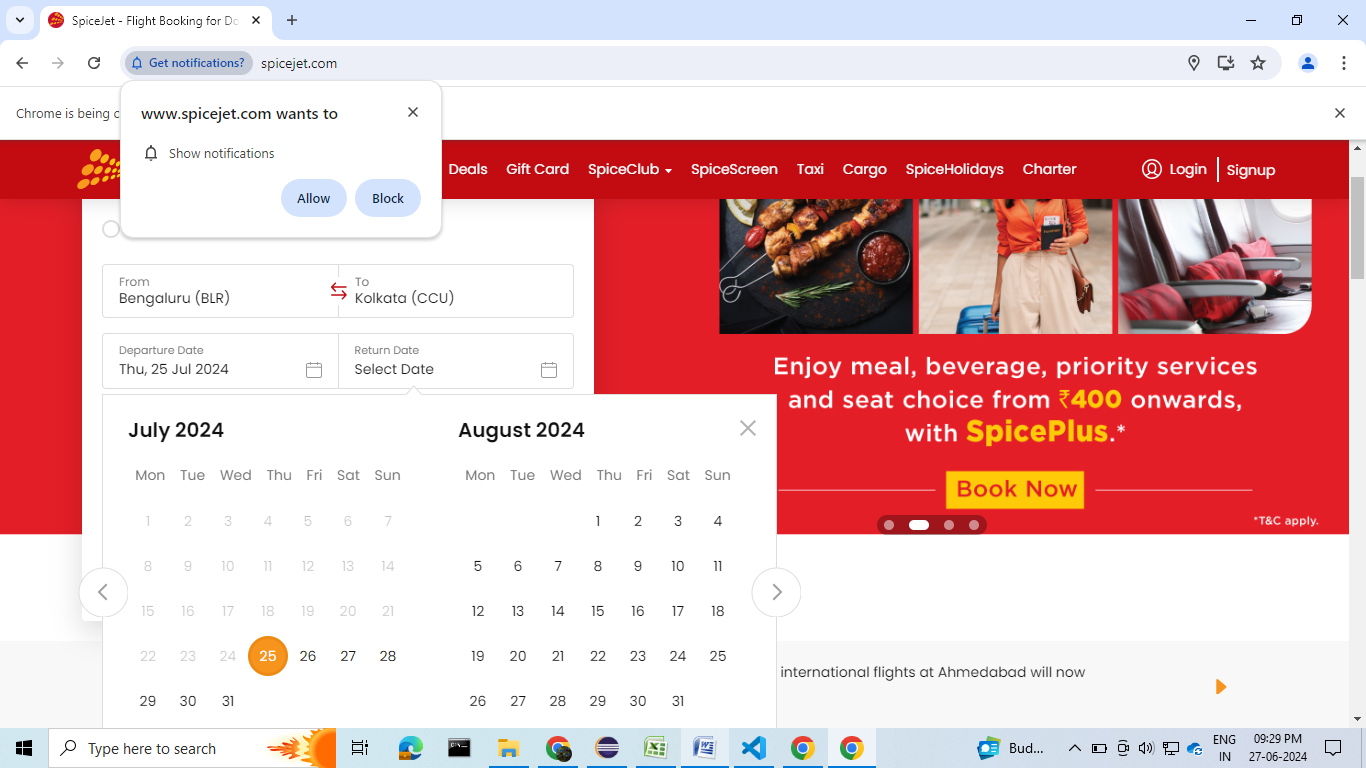 SpiceJet - Flight Booking for Do
Get notifications?
spicejet.com
Chrome is being c
www.spicejet.com wants to
Show notifications
Allow
Block
Deals
Gift Card
SpiceClub
SpiceScreen
Taxi
Cargo
SpiceHolidays
Charter
Login
Signup
From
Bengaluru (BLR)
To
Kolkata (CCU)
Departure Date
Thu, 25 Jul 2024
Return Date
Select Date
Enjoy meal, beverage, priority services
and seat choice from ₹400 onwards,
with SpicePlus.*
Book Now
*T&C apply.
July 2024
Mon Tue Wed Thu Fri Sat Sun
1 2 3 4 5 6 7
8 9 10 11 12 13 14
15 16 17 18 19 20 21
22 23 24 25 26 27 28
29 30 31
August 2024
Mon Tue Wed Thu Fri Sat Sun
1 2 3 4
5 6 7 8 9 10 11
12 13 14 15 16 17 18
19 20 21 22 23 24 25
26 27 28 29 30 31
international flights at Ahmedabad will now
Type here to search
Bud...
ENG
IN
09:29 PM
27-06-2024